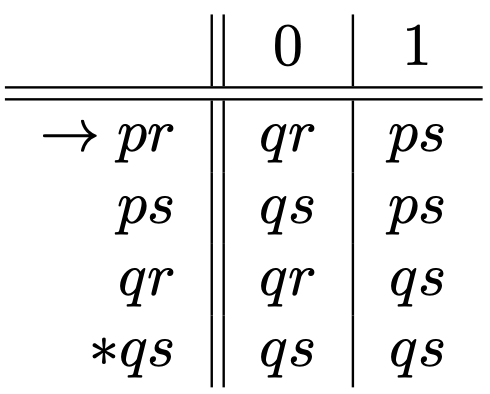 0 1
→ pr qr ps
ps qs ps
qr qr qs
*qs qs qs